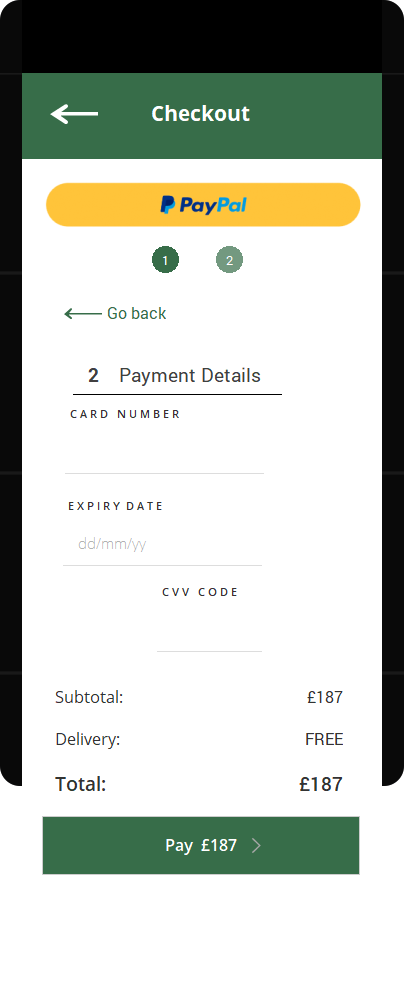 Checkout
PayPal
1 2
Go back
2 Payment Details
CARD NUMBER
EXPIRY DATE
dd/mm/yy
CVV CODE
Subtotal: £187
Delivery: FREE
Total: £187
Pay £187